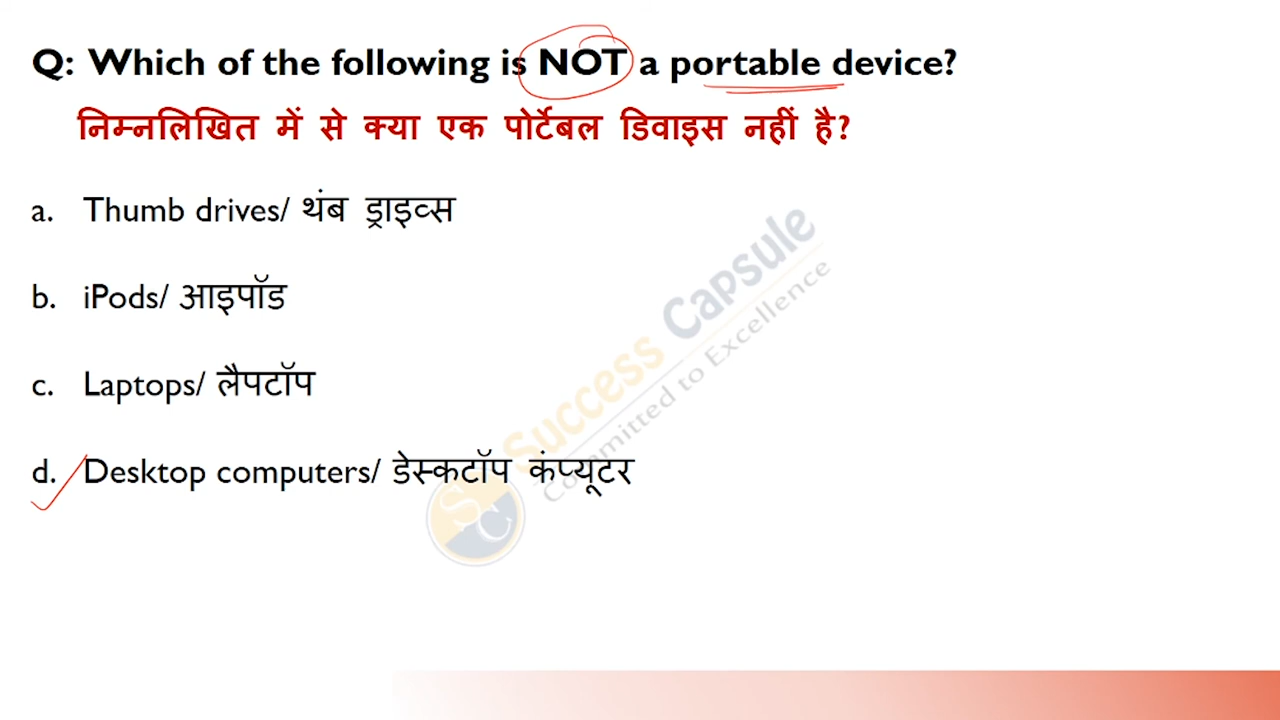 Q: Which of the following is NOT a portable device?
निम्नलिखित में से क्या एक पोर्टेबल डिवाइस नहीं है?
a. Thumb drives/ थंब ड्राइव्स
b. iPods/ आइपॉड
c. Laptops/ लैपटॉप
d. Desktop computers/ डेस्कटॉप कंप्यूटर
Success Capsule
Committed to Excellence
SC